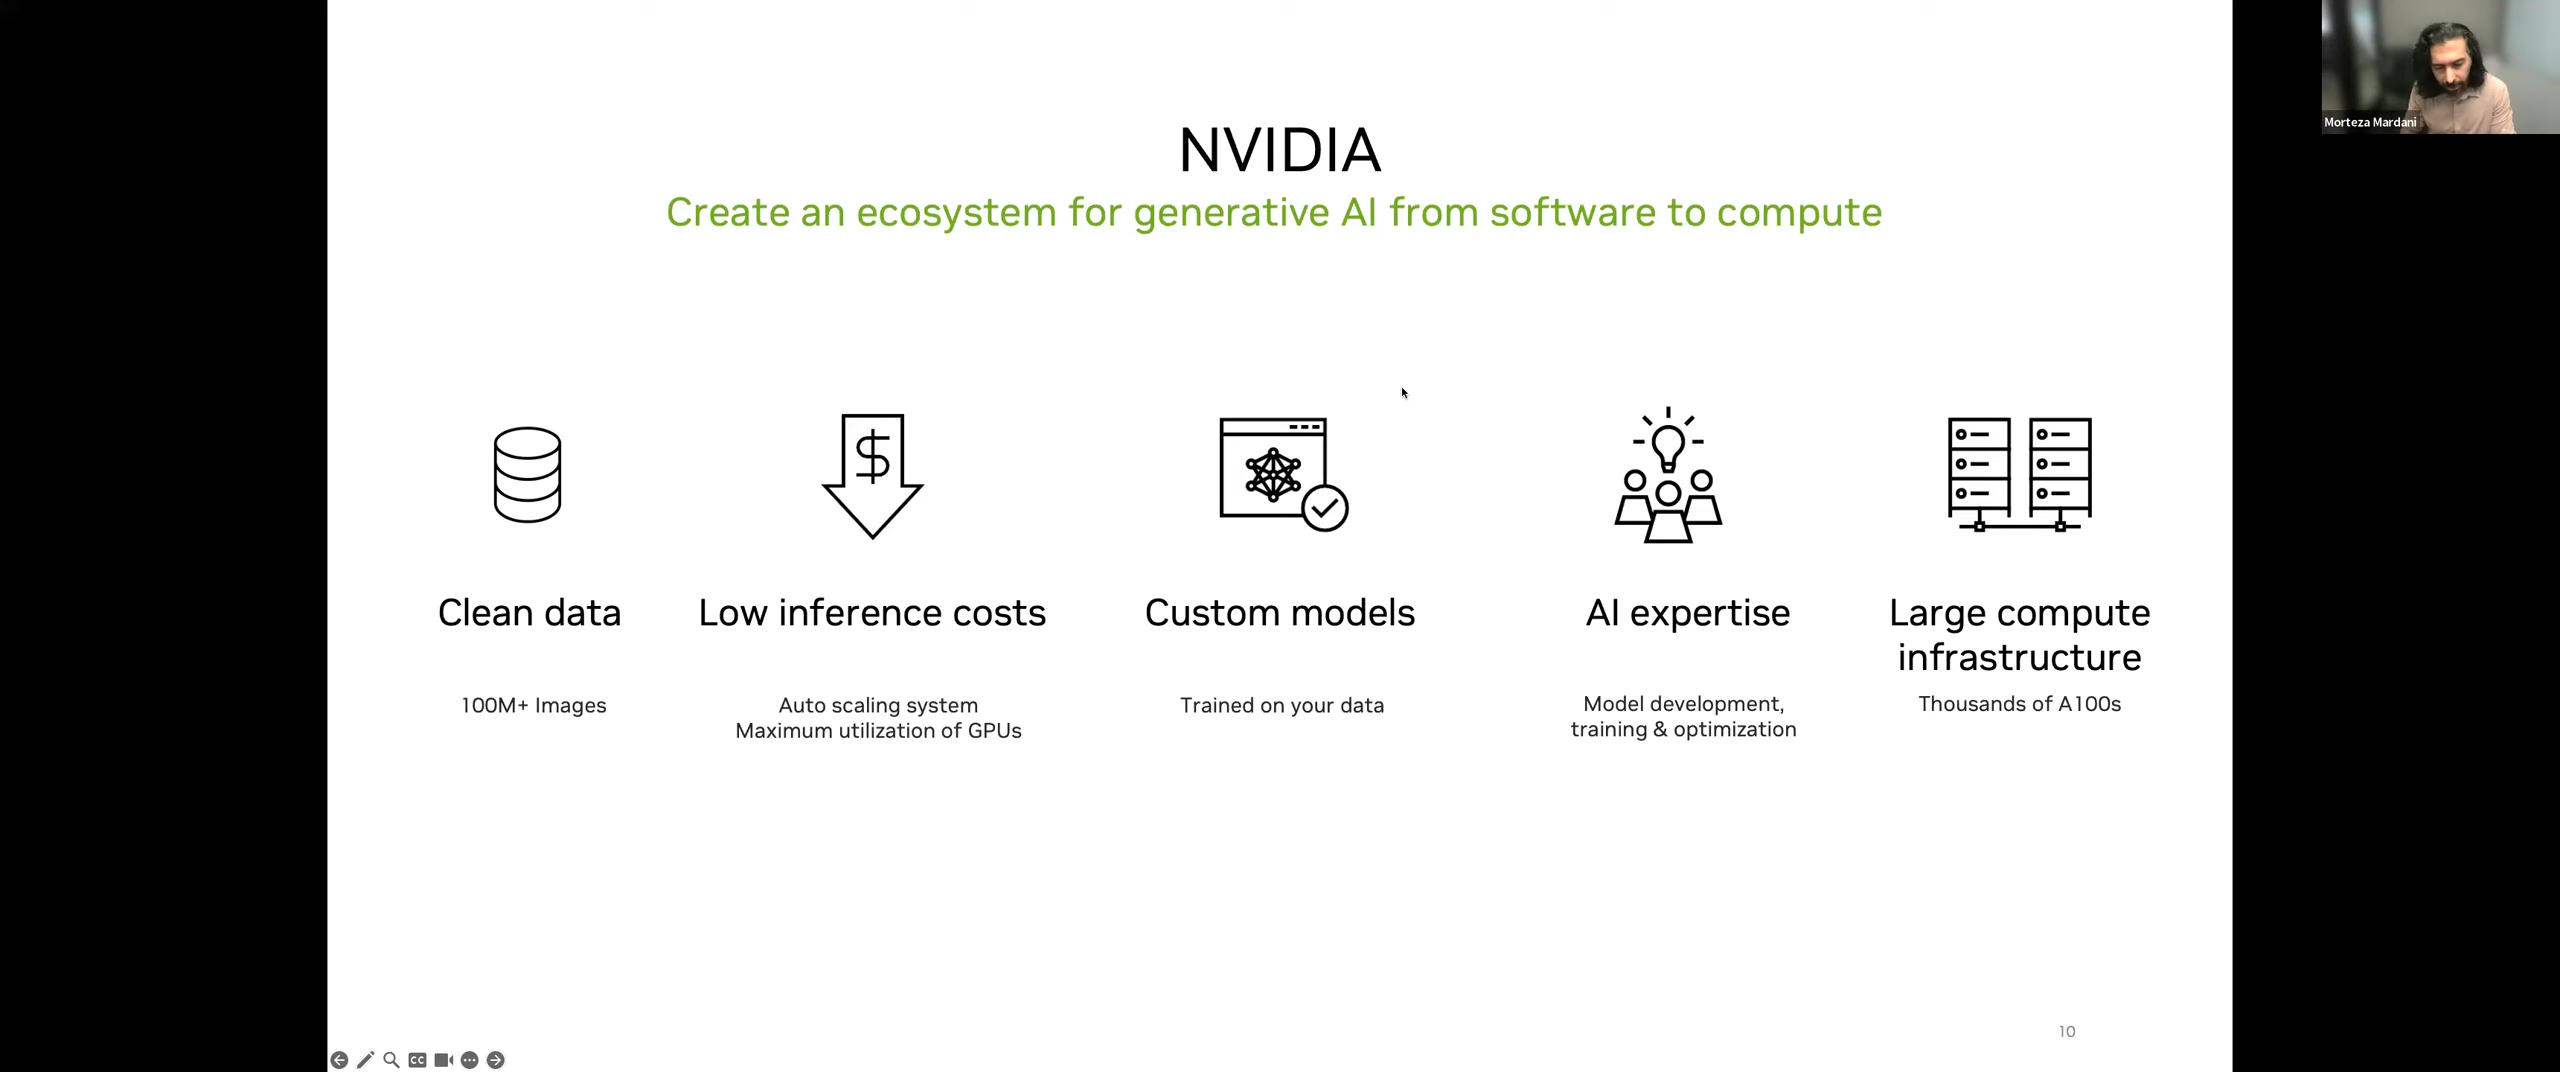 NVIDIA
Create an ecosystem for generative AI from software to compute
Morteza Mardani
$
Clean data
100M+ Images
Low inference costs
Auto scaling system
Maximum utilization of GPUs
Custom models
Trained on your data
AI expertise
Model development,
training & optimization
Large compute
infrastructure
Thousands of A100s
10
CC